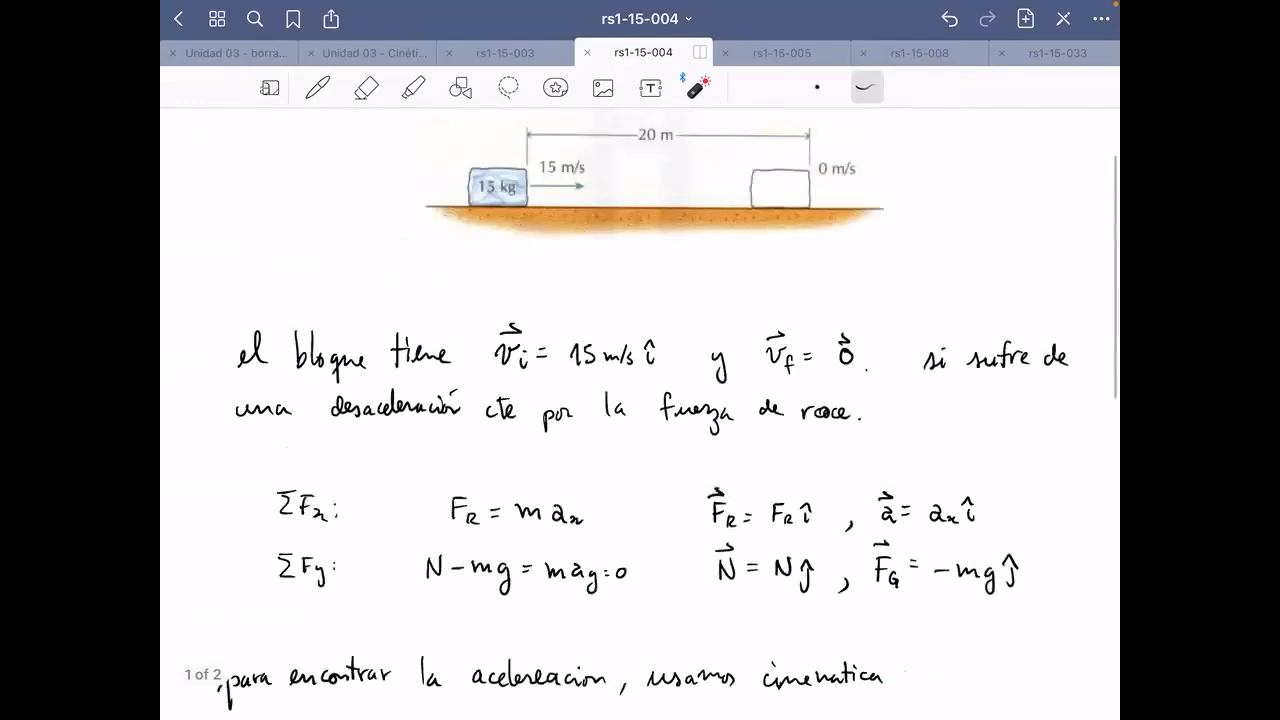 rs1-15-004
Unidad 03 - borra...
Unidad 03 - Cinéti...
rs1-15-003
rs1-15-004
rs1-15-005
rs1-15-008
rs1-15-033
20 m
15 m/s
0 m/s
15 kg
el bloque tiene v⃗i = 15 m/s î y v⃗f = 0⃗. si sufre de
una desaceleración cte por la fuerza de roce.
ΣFx: FR = m ax F⃗R = FR î , a⃗ = ax î
ΣFy: N - mg = may = 0 N⃗ = N ĵ , F⃗G = -mg ĵ
1 of 2
para encontrar la acelereacion, usamos cinematica